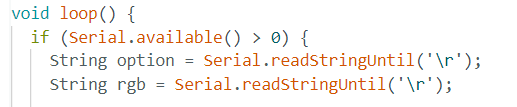 void loop() {
if (Serial.available() > 0) {
String option = Serial.readStringUntil('\r');
String rgb = Serial.readStringUntil('\r');